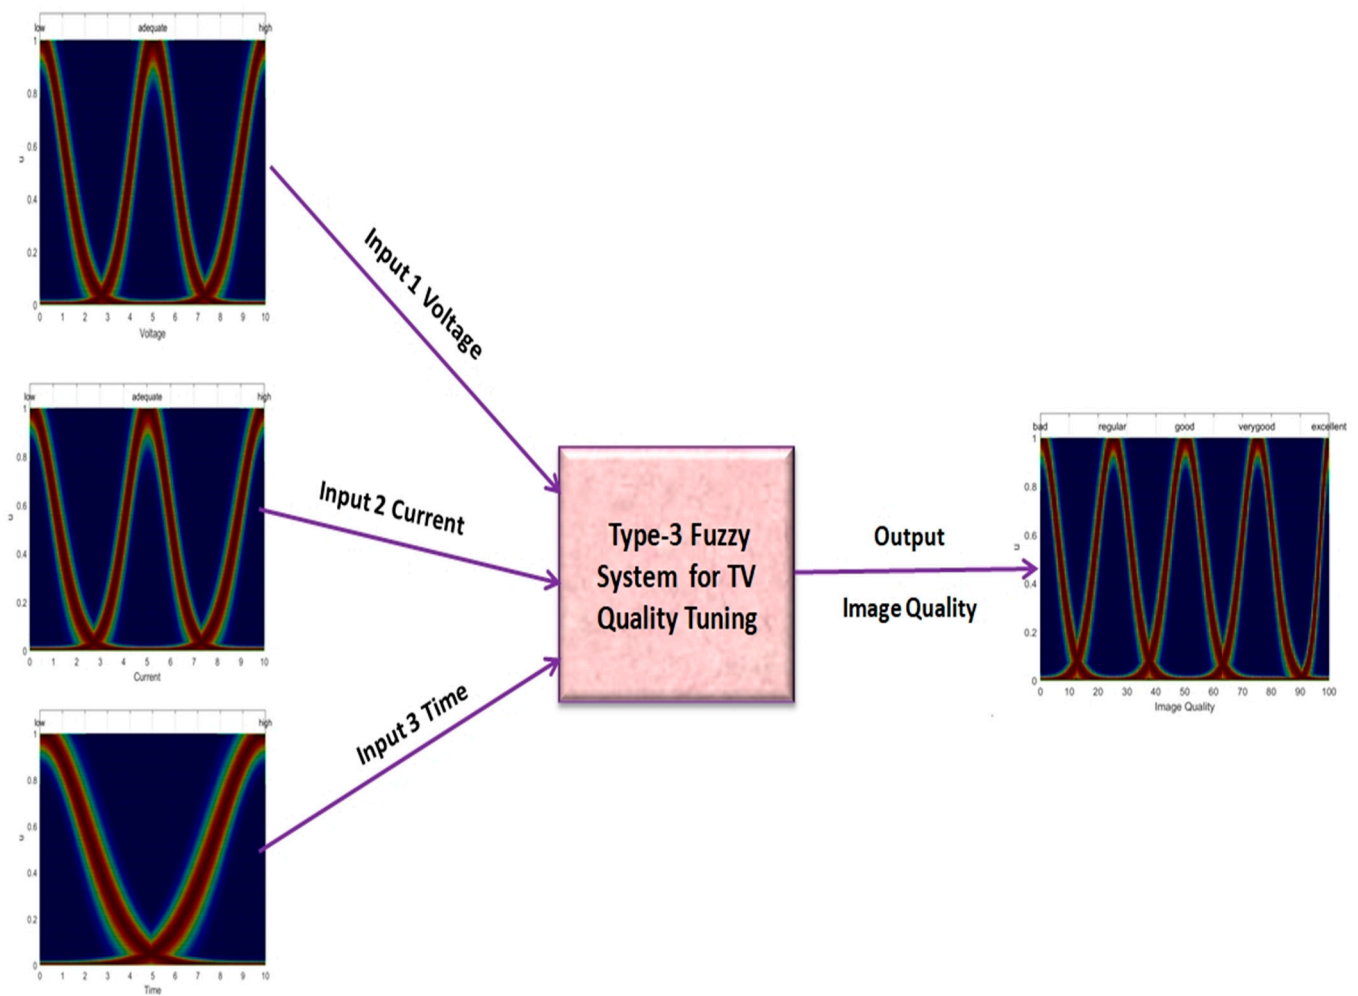 low adequate high
1
0.8
0.6
u
0.4
0.2
0
0 1 2 3 4 5 6 7 8 9 10
Voltage
Input 1 Voltage
low adequate high
1
0.8
0.6
u
0.4
0.2
0
0 1 2 3 4 5 6 7 8 9 10
Current
Input 2 Current
low high
1
0.8
0.6
u
0.4
0.2
0
0 1 2 3 4 5 6 7 8 9 10
Time
Input 3 Time
Type-3 Fuzzy
System for TV
Quality Tuning
Output
Image Quality
bad regular good verygood excellent
1
0.8
0.6
u
0.4
0.2
0
0 10 20 30 40 50 60 70 80 90 100
Image Quality